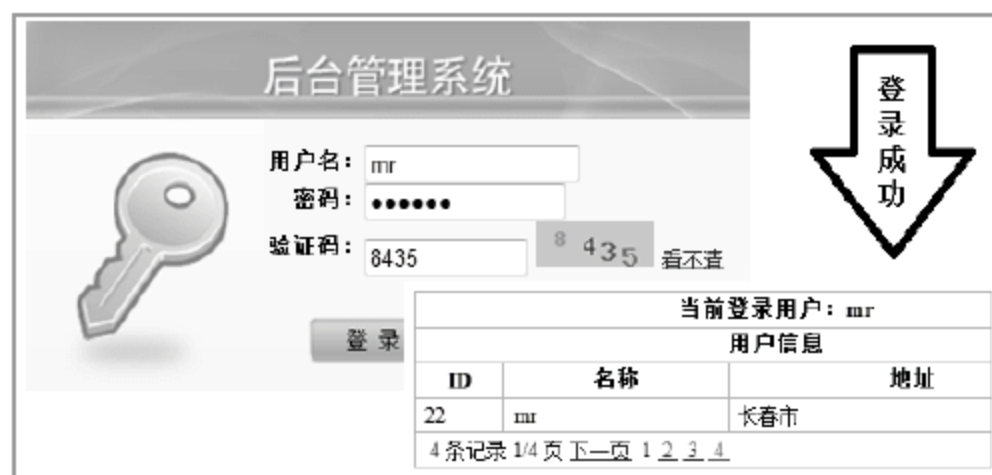 后台管理系统
用户名： mr
密码： ●●●●●●
验证码： 8435 8435 看不查
登 录
登录成功
当前登录用户：mr
用户信息
ID 名称 地址
22 mr 长春市
4 条记录 1/4 页 下一页 1 2 3 4